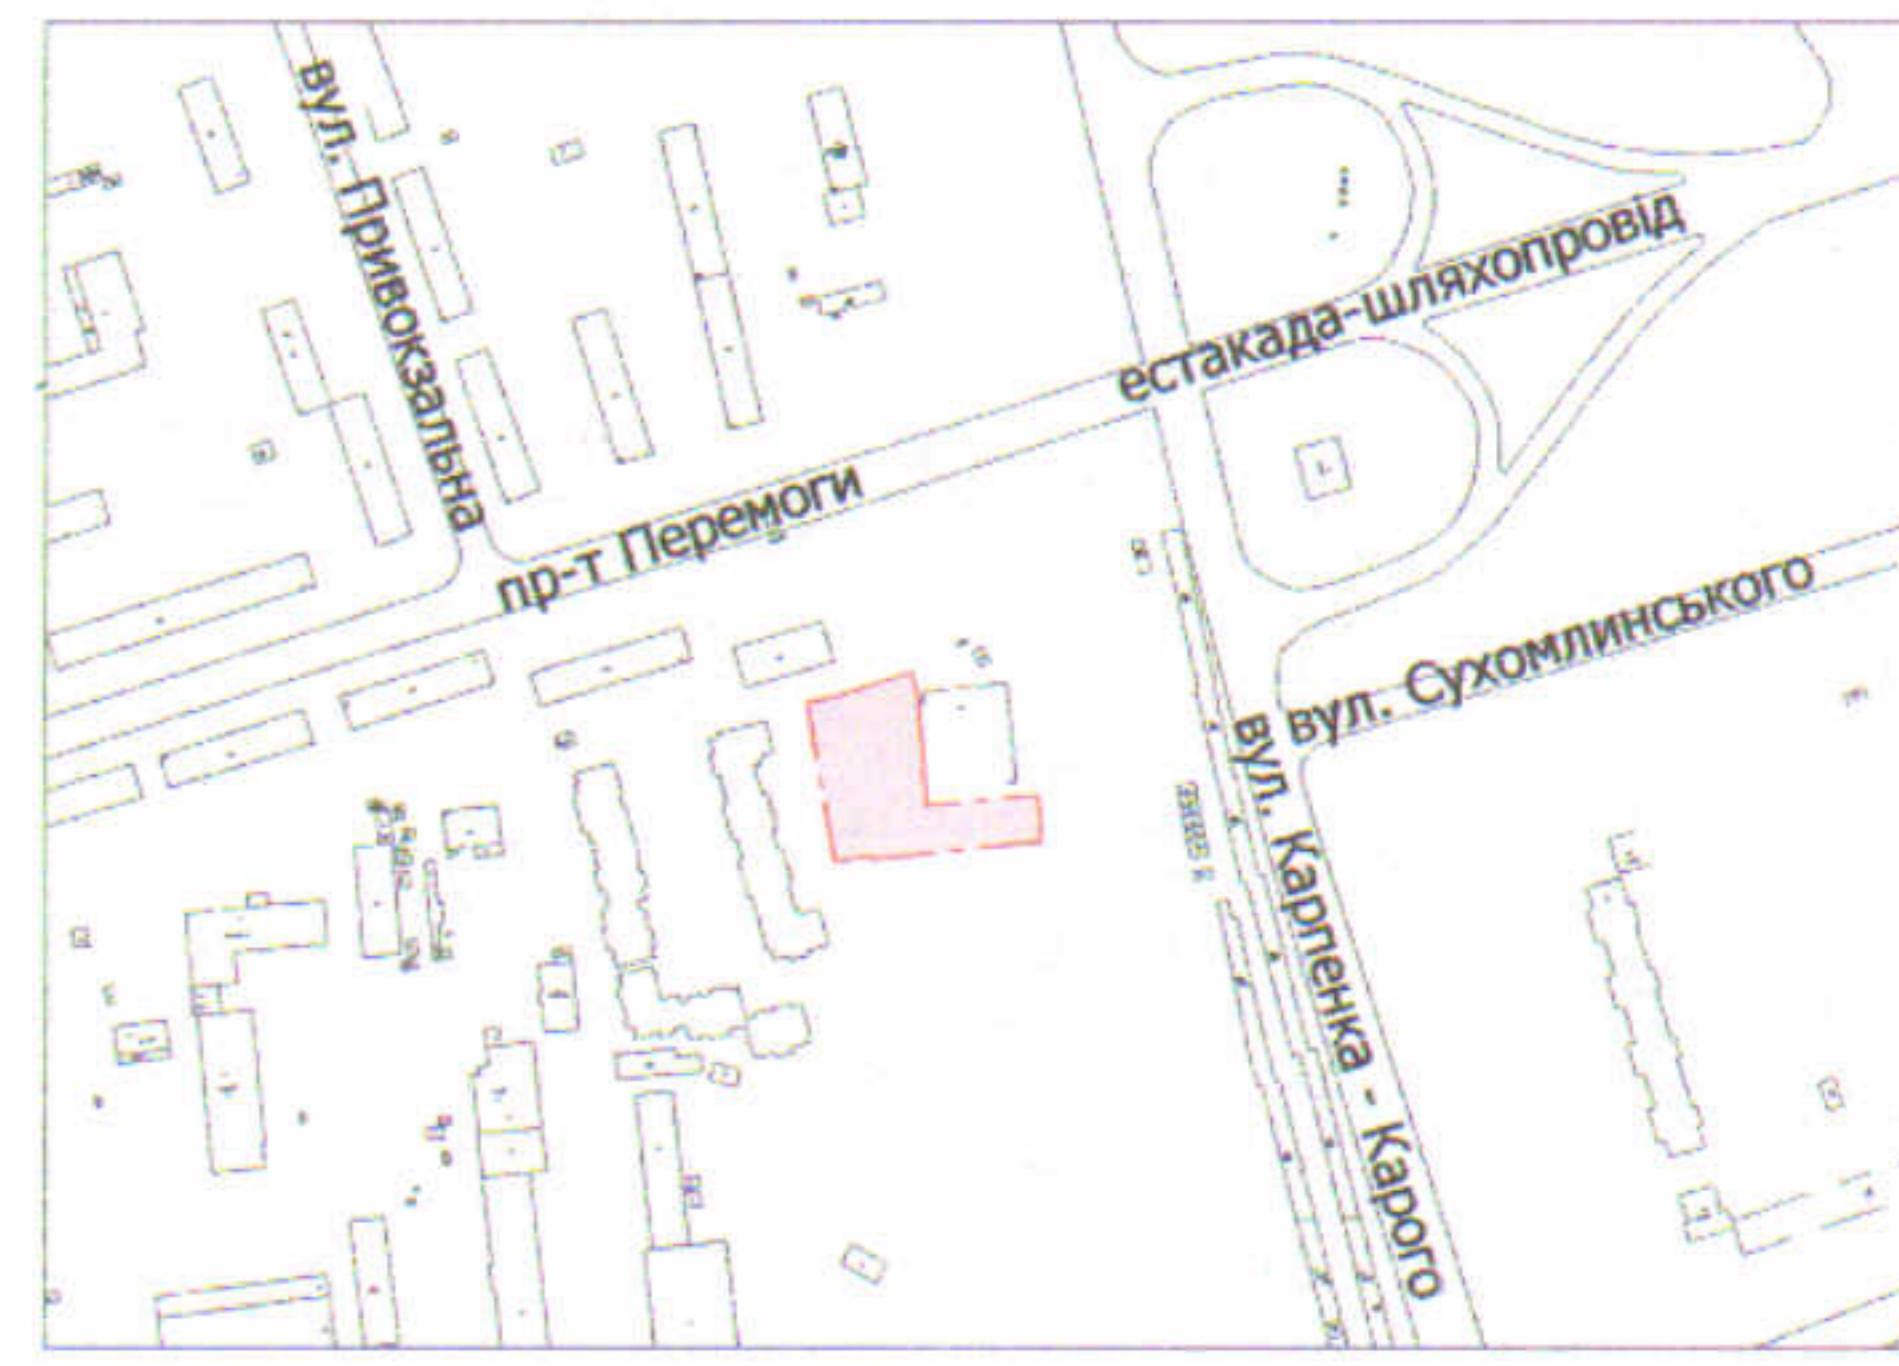 вул. Привокзальна
естакада-шляхопровід
пр-т Перемоги
вул. Сухомлинського
вул. Карпенка - Карого